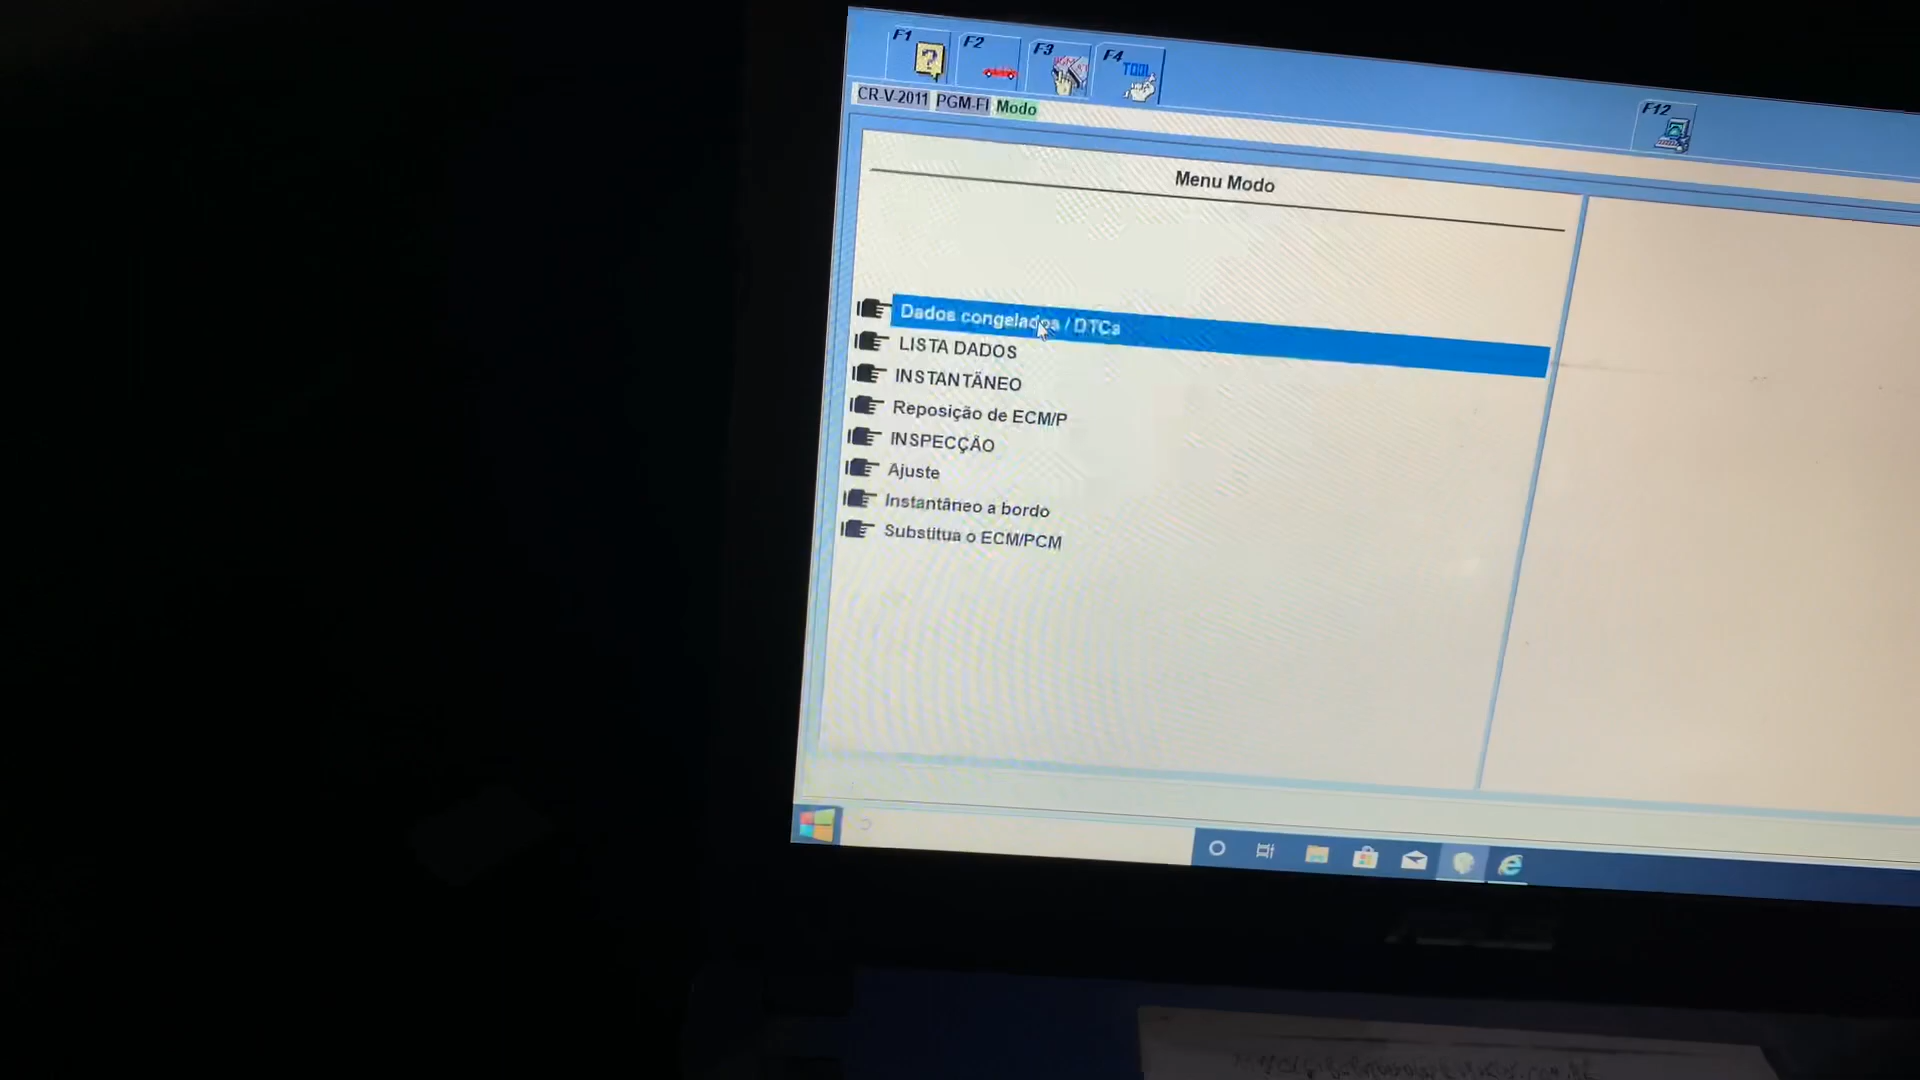 F1 F2 F3 F4 TOOL F12
CR-V-2011 PGM-FI Modo
Menu Modo
Dados congelados / DTCs
LISTA DADOS
INSTANTÄNEO
Reposição de ECM/P
INSPECÇÃO
Ajuste
Instantâneo a bordo
Substitua o ECM/PCM